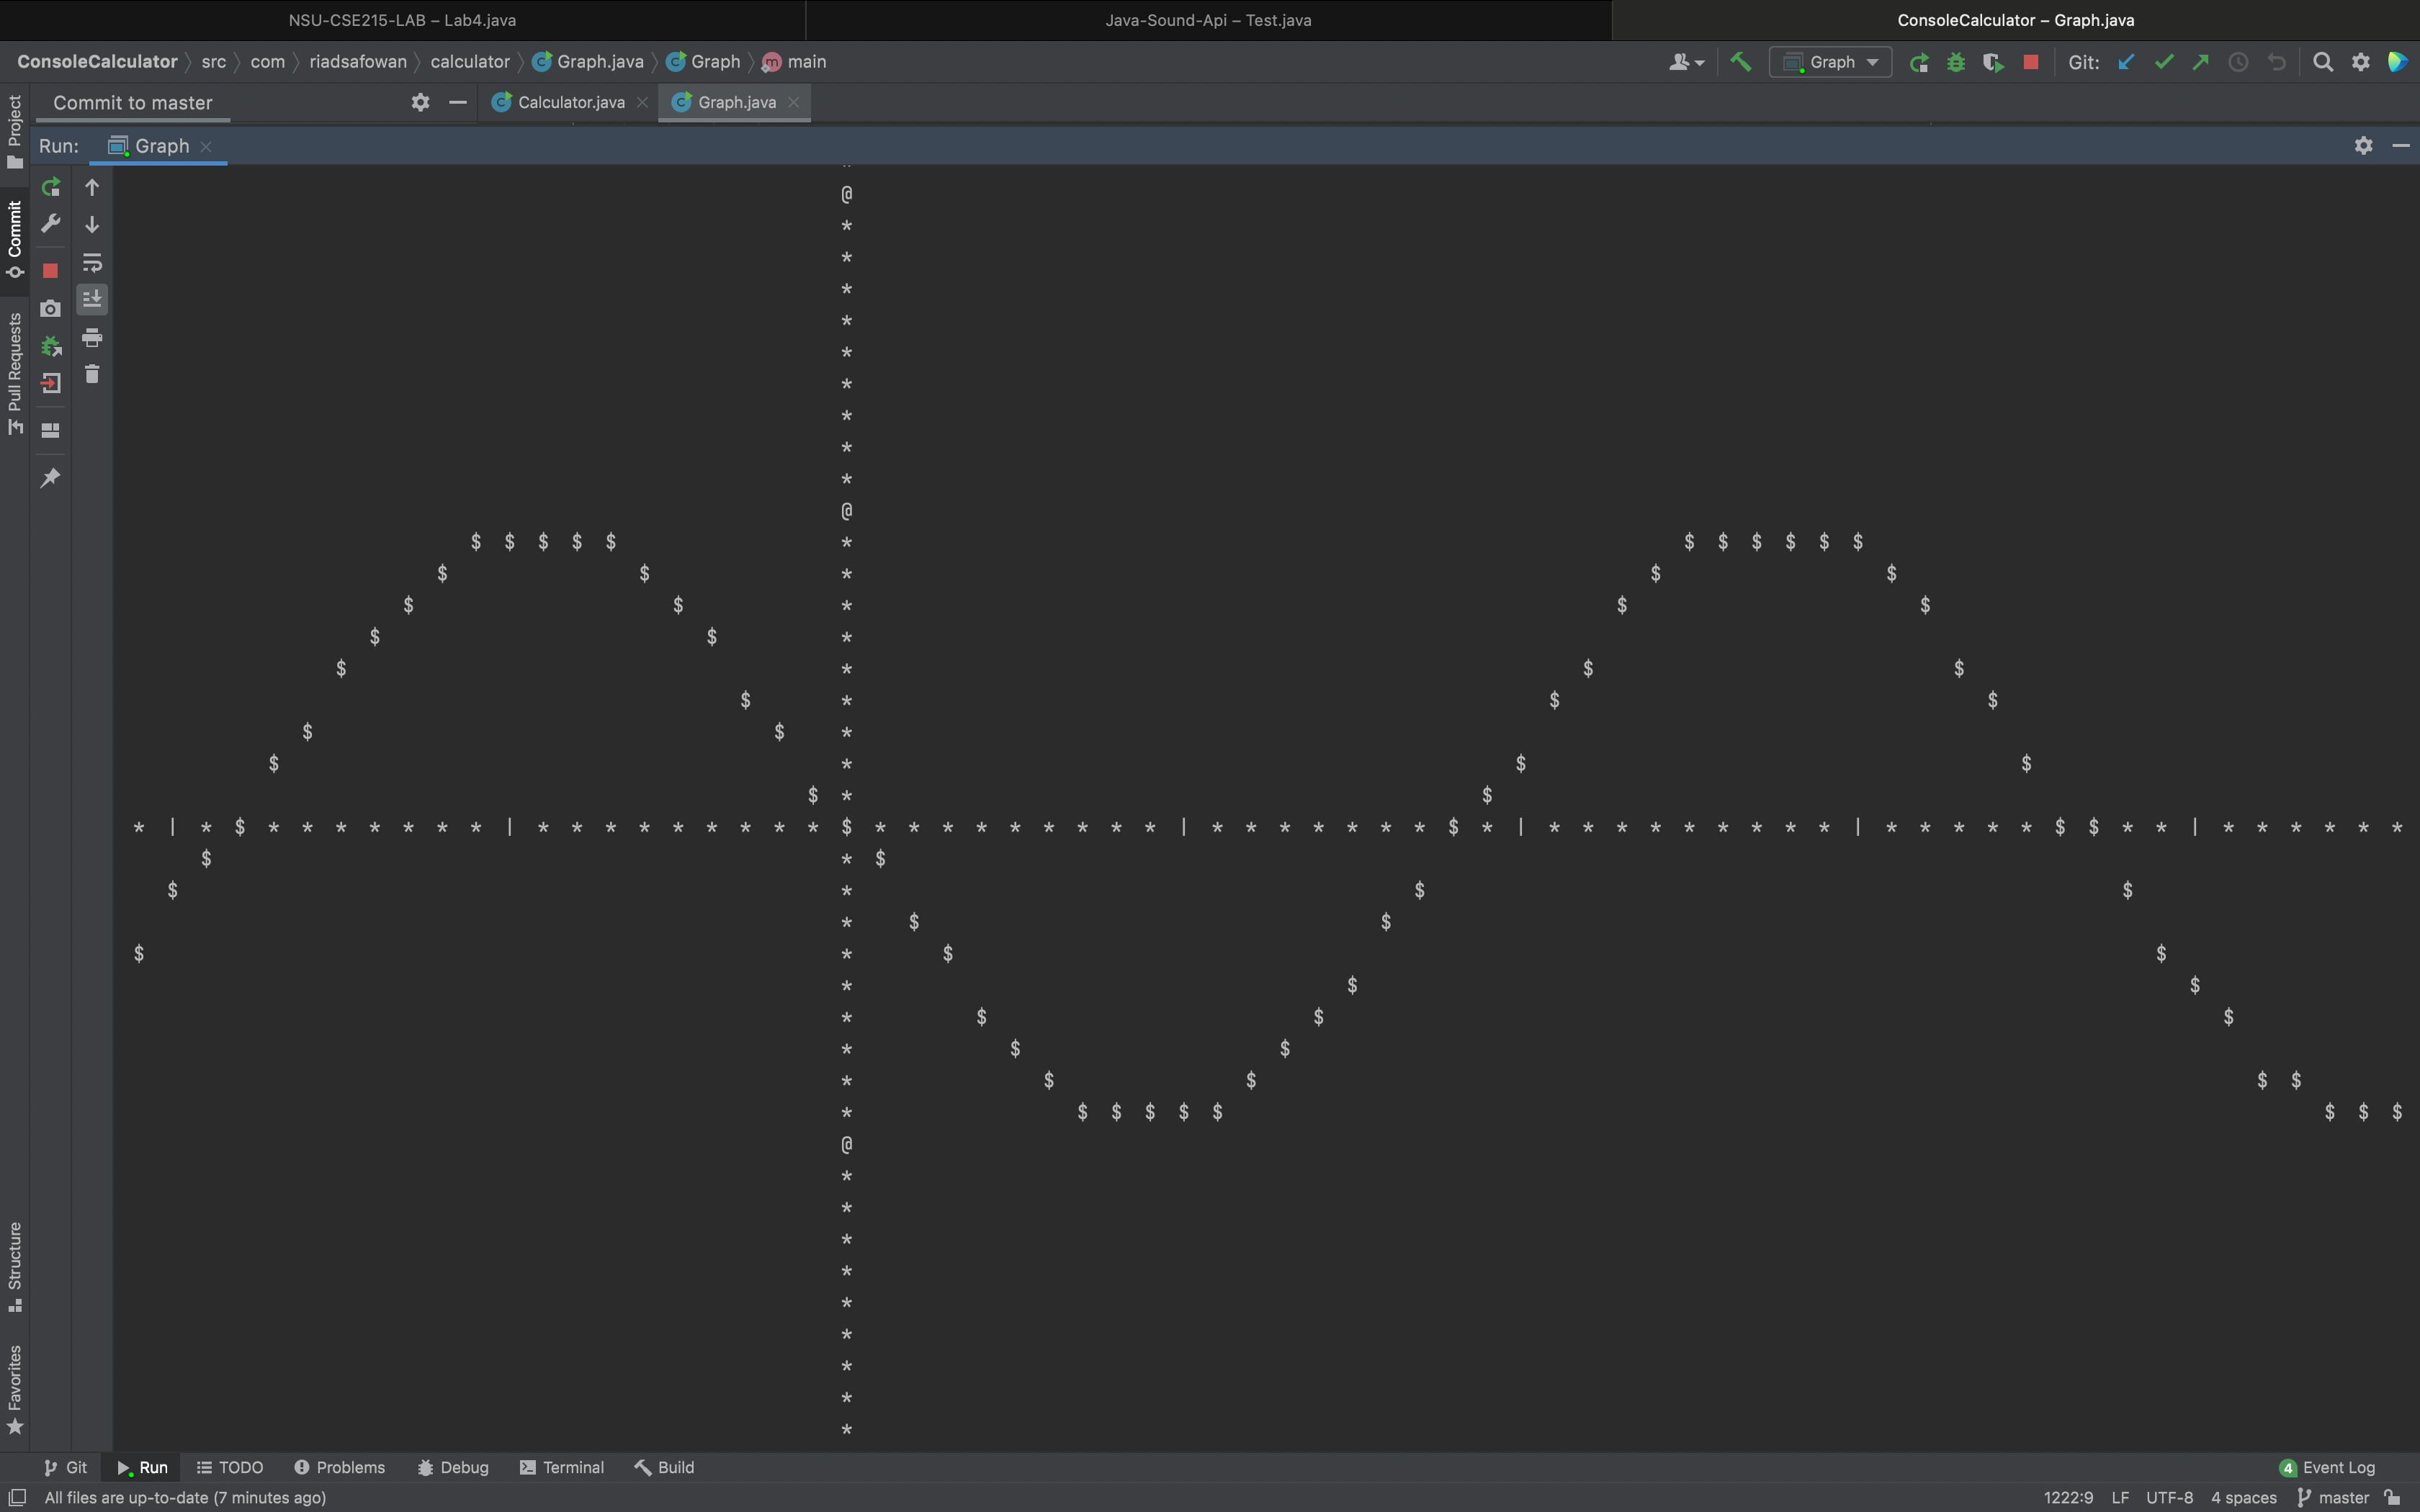 NSU-CSE215-LAB – Lab4.java
Java-Sound-Api – Test.java
ConsoleCalculator – Graph.java
ConsoleCalculator src com riadsafowan calculator Graph.java Graph main
Graph
Git:
Commit to master
Calculator.java
Graph.java
Run: Graph
Project
Commit
Pull Requests
Structure
Favorites
@
*
*
*
*
*
*
*
*
*
@
$ $ $ $ $ * $ $ $ $ $ $
$ $ * $ $
$ $ * $ $
$ $ *
$ * $ $
$ * $ $
$ $ *
$ * $ $
$ * $
* | * $ * * * * * * * | * * * * * * * * * $ * * * * * * * * * | * * * * * * * $ * | * * * * * * * * * | * * * * * $ $ * * | * * * * * *
$ * $
$ * $ $
* $ $
$ * $ $
* $ $
* $ $ $
* $ $
* $ $ $ $
* $ $ $ $ $ $ $ $
@
*
*
*
*
*
*
*
*
*
Git Run TODO Problems Debug Terminal Build
4 Event Log
All files are up-to-date (7 minutes ago)
1222:9 LF UTF-8 4 spaces master